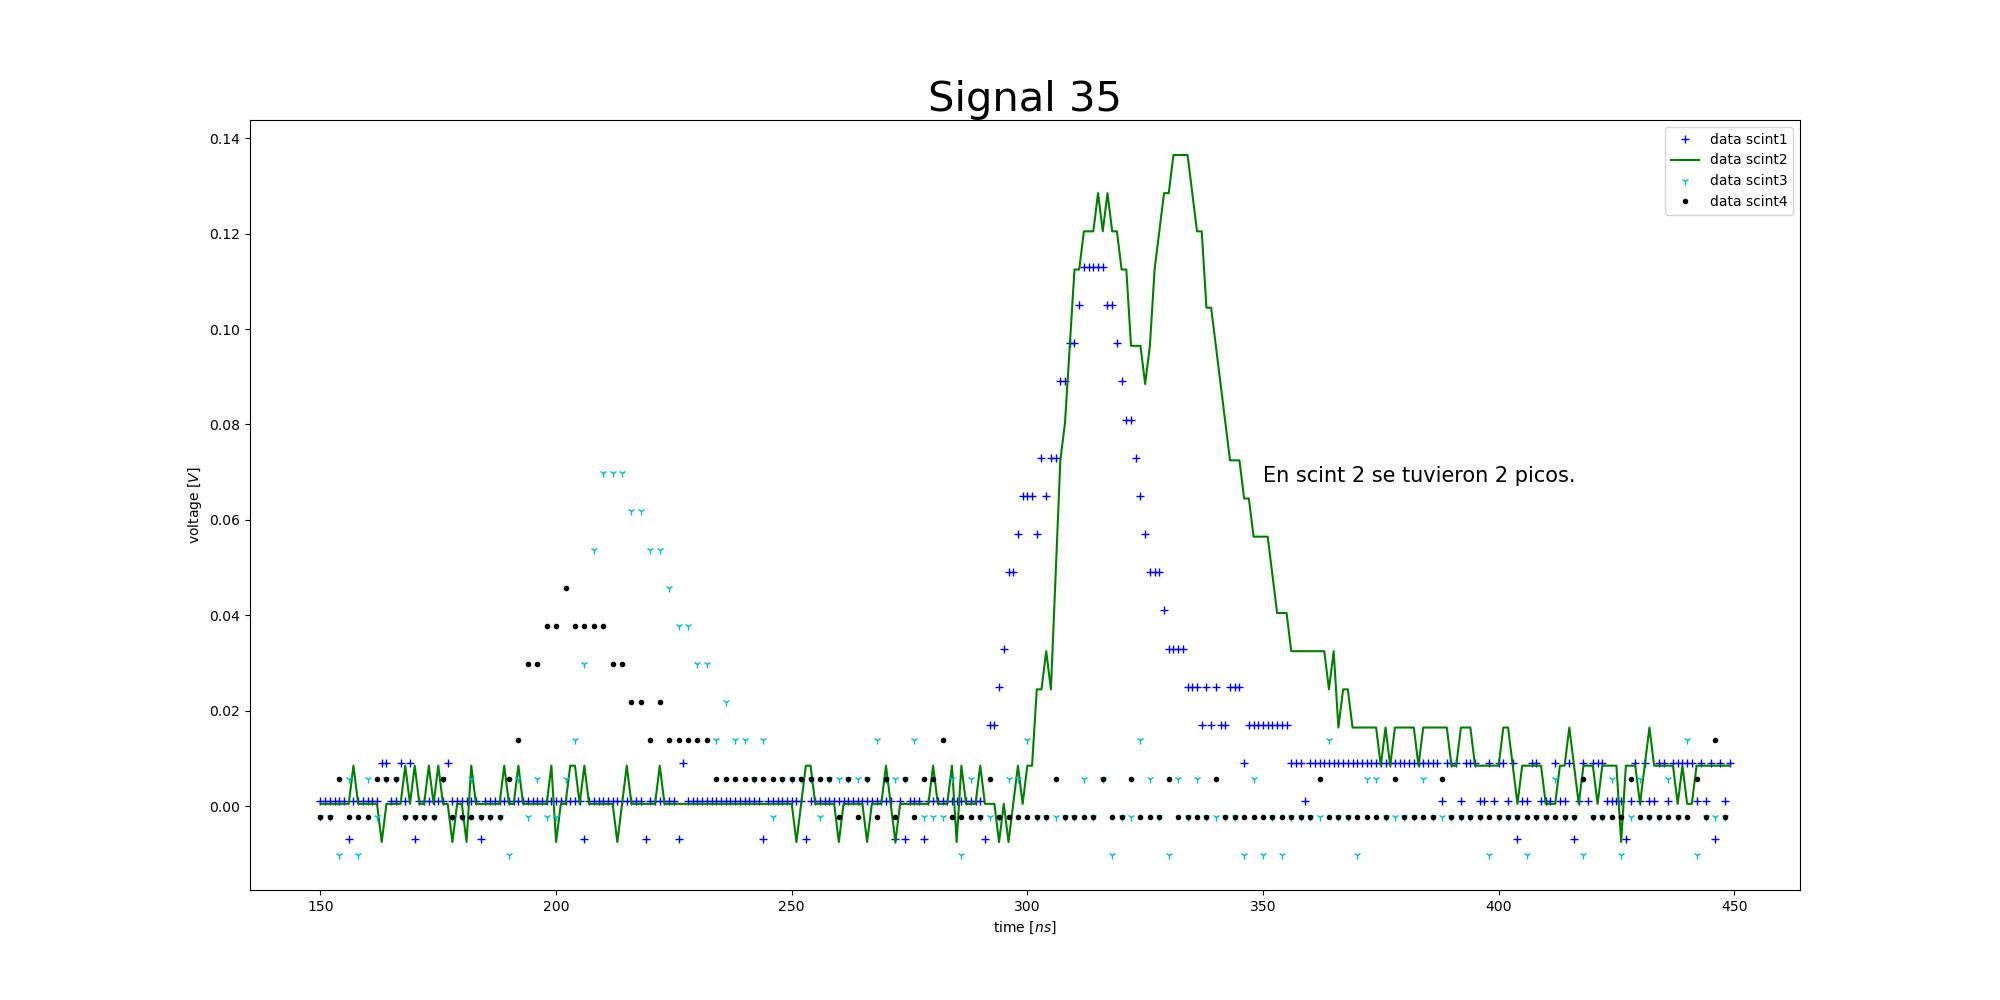 Signal 35
data scint1
data scint2
data scint3
data scint4
0.14
0.12
0.10
0.08
0.06
0.04
0.02
0.00
voltage [V]
En scint 2 se tuvieron 2 picos.
150 200 250 300 350 400 450
time [ns]